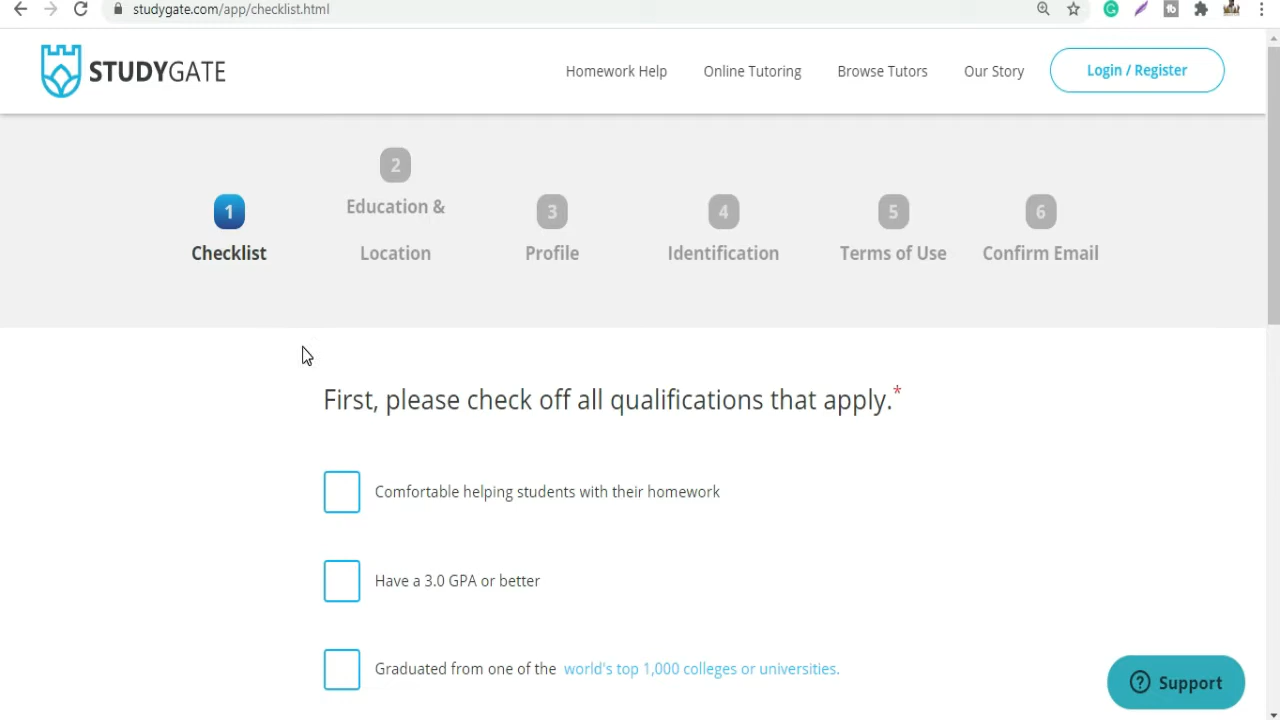 studygate.com/app/checklist.html
STUDYGATE
Homework Help
Online Tutoring
Browse Tutors
Our Story
Login / Register
1
Checklist
2
Education &
Location
3
Profile
4
Identification
5
Terms of Use
6
Confirm Email
First, please check off all qualifications that apply.*
Comfortable helping students with their homework
Have a 3.0 GPA or better
Graduated from one of the world's top 1,000 colleges or universities.
? Support